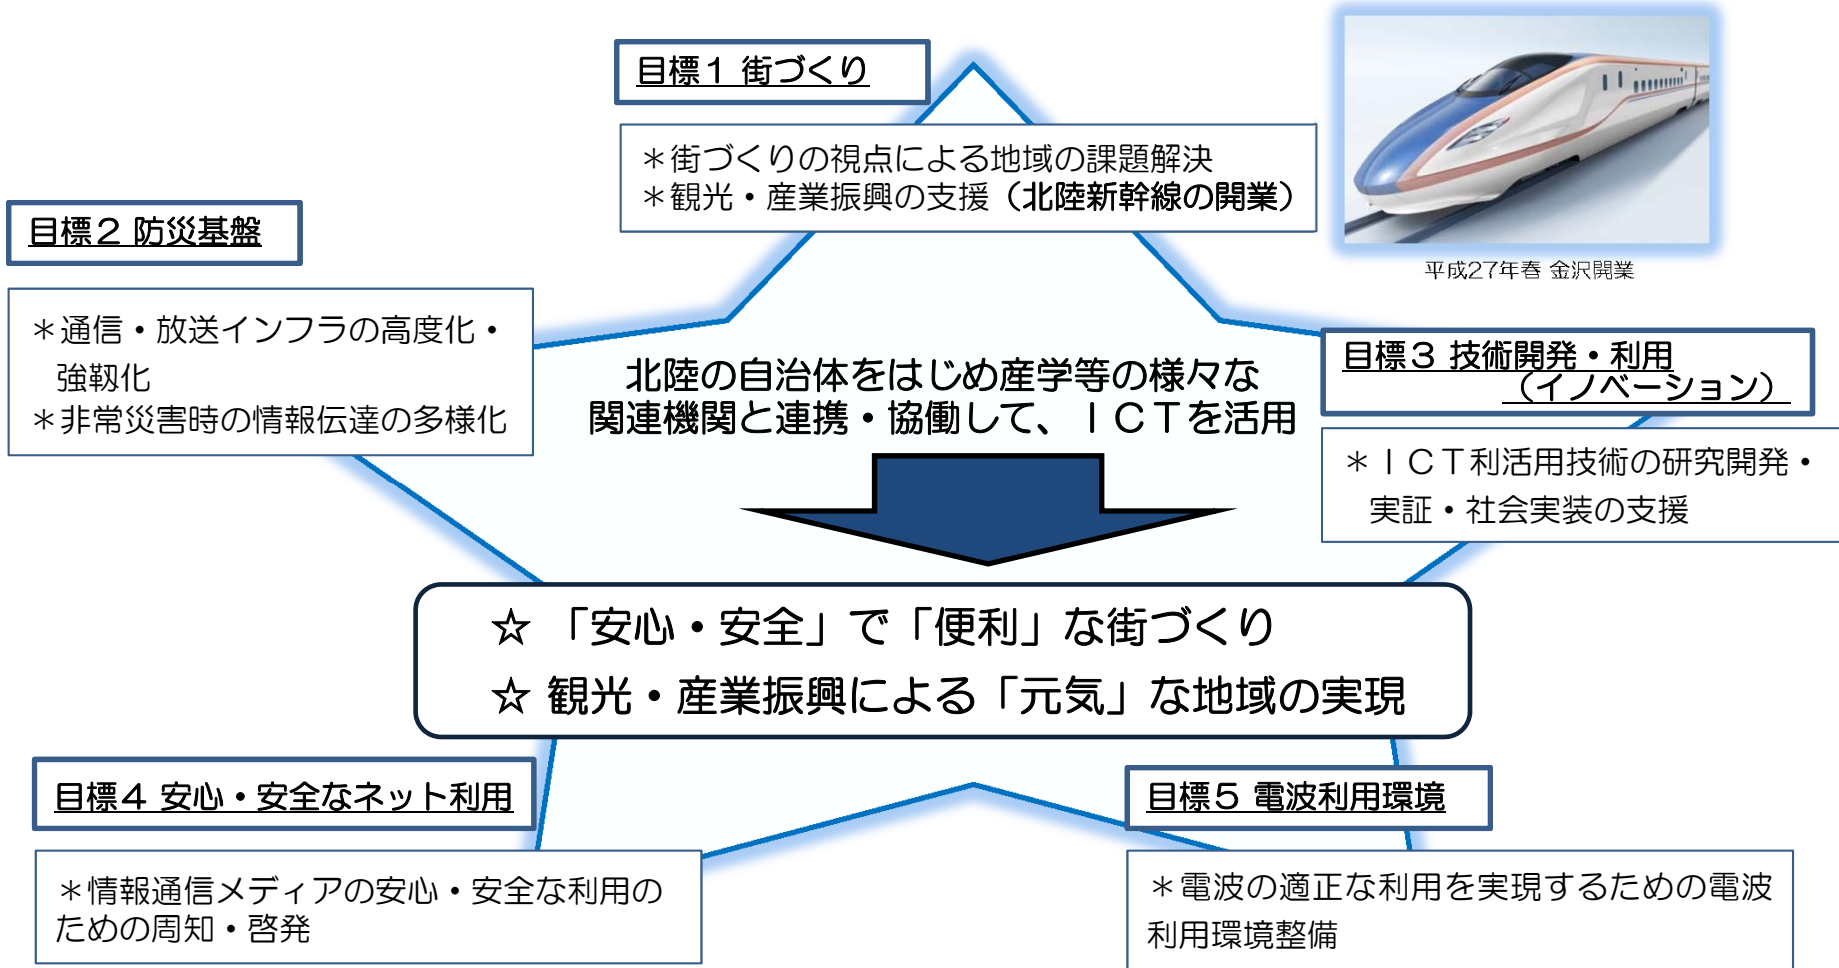 目標1 街づくり
＊街づくりの視点による地域の課題解決
＊観光・産業振興の支援（北陸新幹線の開業）
平成27年春 金沢開業
目標2 防災基盤
＊通信・放送インフラの高度化・
強靱化
＊非常災害時の情報伝達の多様化
北陸の自治体をはじめ産学等の様々な
関連機関と連携・協働して、ＩＣＴを活用
目標3 技術開発・利用
（イノベーション）
＊ＩＣＴ利活用技術の研究開発・
実証・社会実装の支援
☆ 「安心・安全」で「便利」な街づくり
☆ 観光・産業振興による「元気」な地域の実現
目標4 安心・安全なネット利用
＊情報通信メディアの安心・安全な利用の
ための周知・啓発
目標5 電波利用環境
＊電波の適正な利用を実現するための電波
利用環境整備